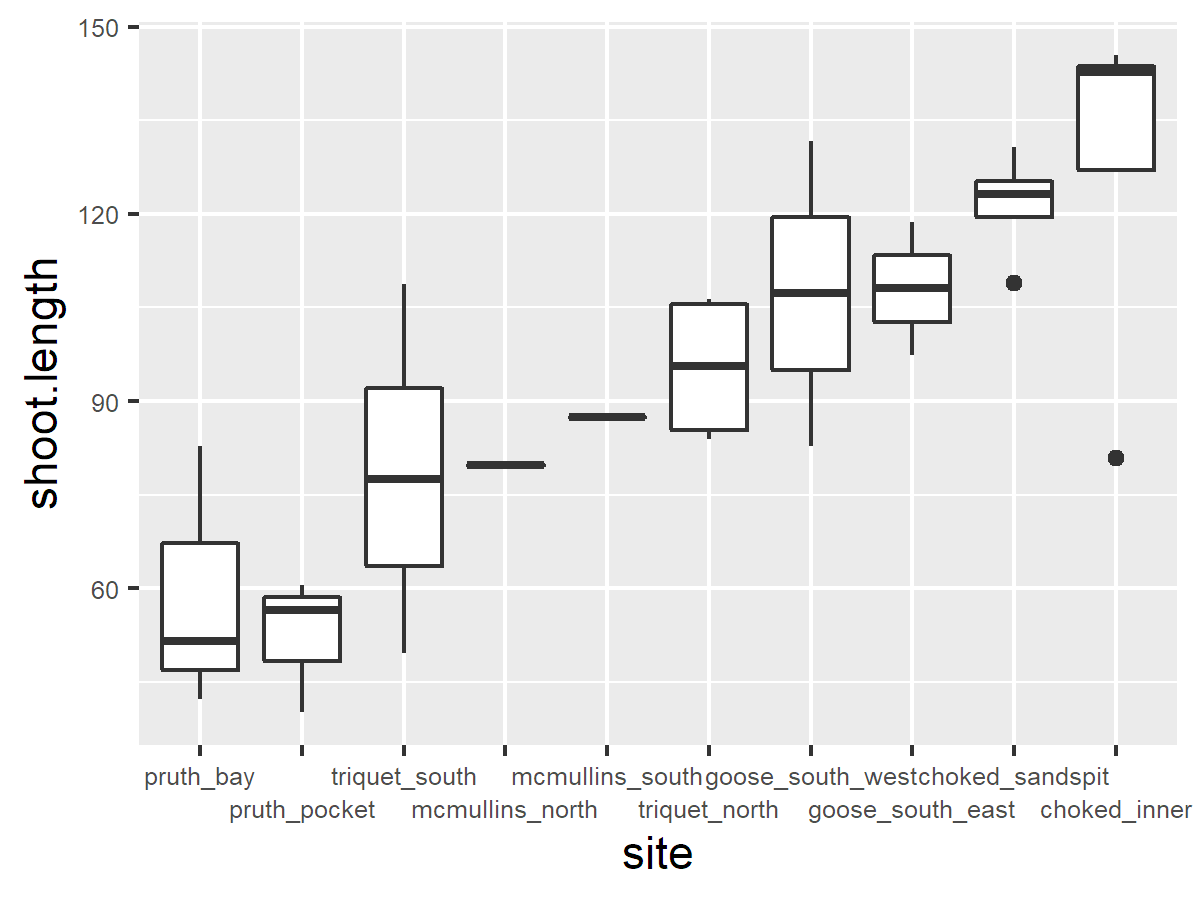 150
120
90
60
shoot.length
pruth_bay triquet_south mcmullins_south goose_south_west choked_sandspit
pruth_pocket mcmullins_north triquet_north goose_south_east choked_inner
site